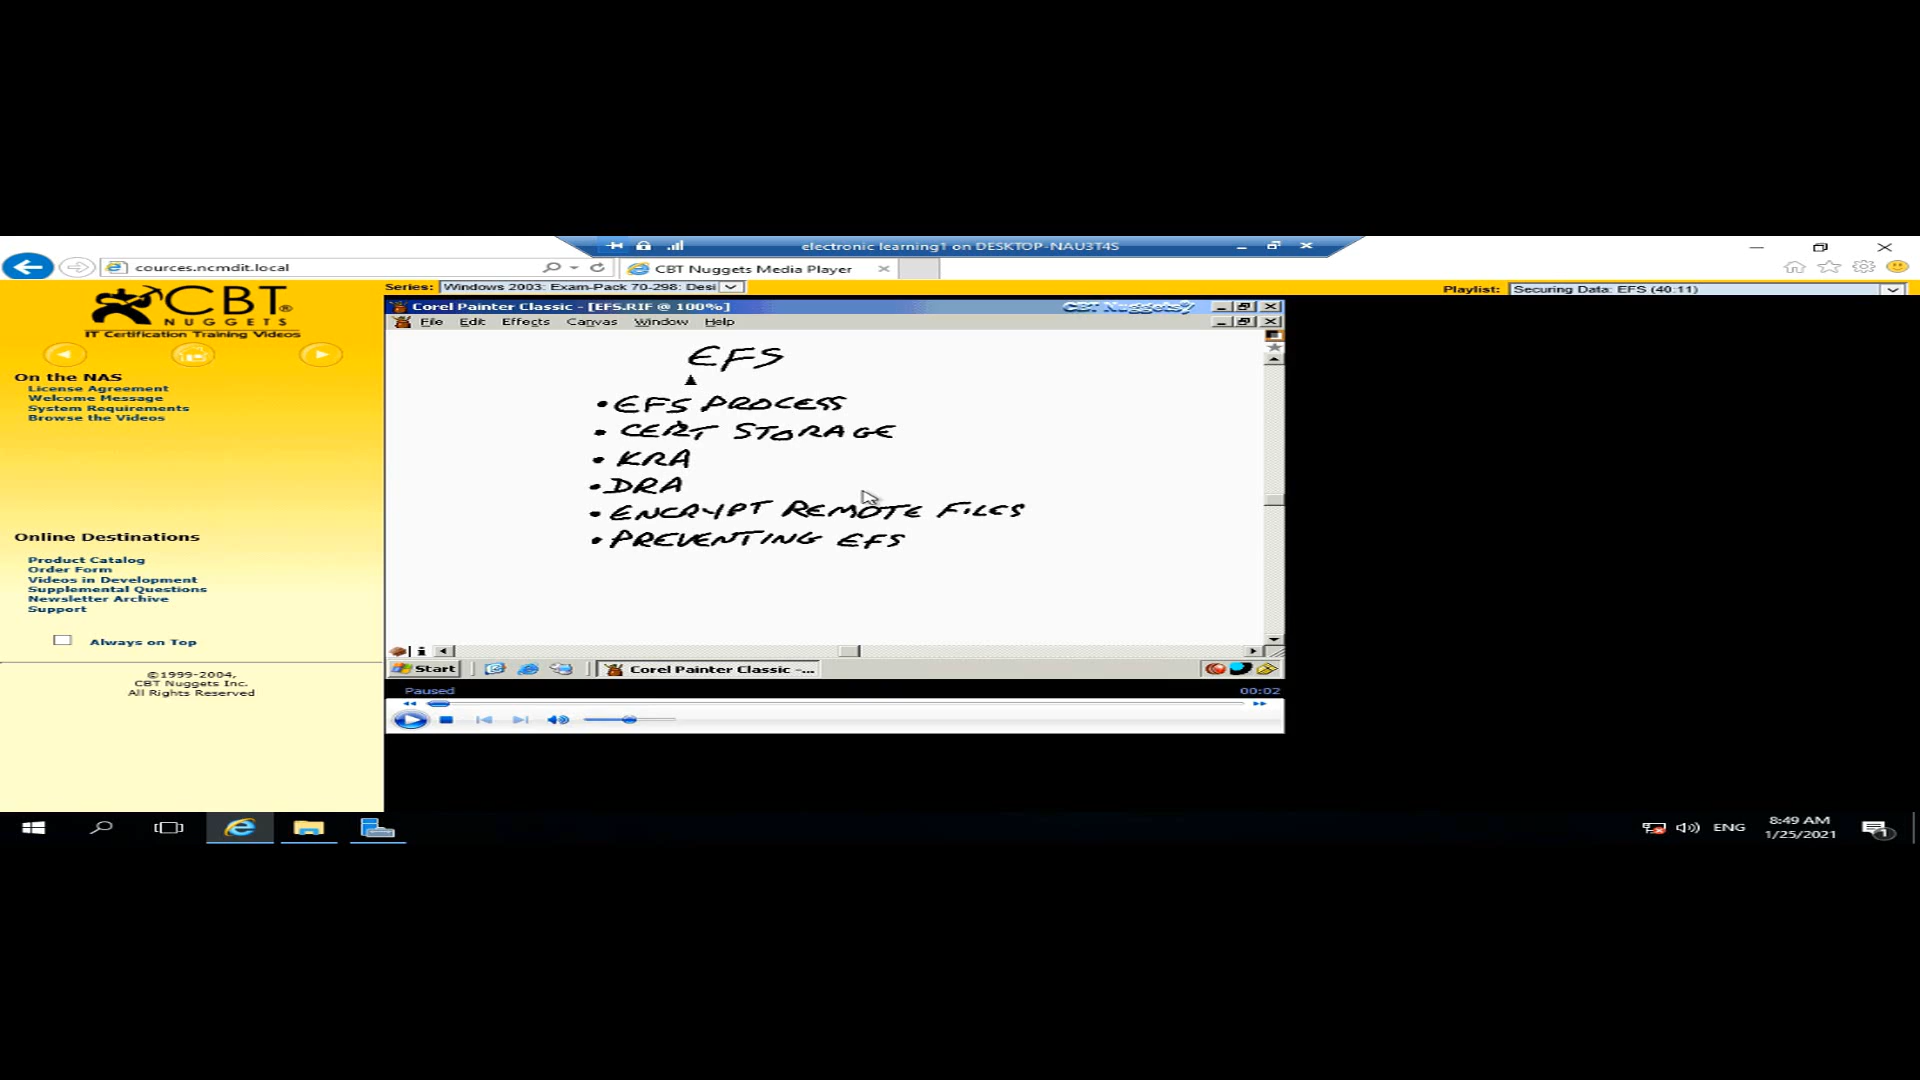 electronic learning1 on DESKTOP-NAU3T4S
cources.ncmdit.local
CBT Nuggets Media Player
CBT®
NUGGETS
IT Certification Training Videos
Series: Windows 2003: Exam-Pack 70-298: Desi
Playlist: Securing Data: EFS (40:11)
Corel Painter Classic - [EFS.RIF @ 100%]
CBT Nuggets
File Edit Effects Canvas Window Help
On the NAS
License Agreement
Welcome Message
System Requirements
Browse the Videos
Online Destinations
Product Catalog
Order Form
Videos in Development
Supplemental Questions
Newsletter Archive
Support
Always on Top
©1999-2004,
CBT Nuggets Inc.
All Rights Reserved
EFS
• EFS PROCESS
• CERT STORAGE
• KRA
• DRA
• ENCRYPT REMOTE FILES
• PREVENTING EFS
Start
Corel Painter Classic -...
Paused
00:02
ENG
8:49 AM
1/25/2021
1